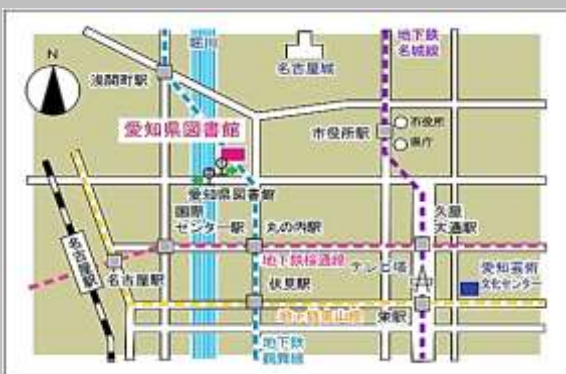 N
堀川
地下鉄
名城線
名古屋城
浅間町駅
愛知県図書館
市役所駅
市役所
県庁
愛知県図書館
国際
センター駅
丸の内駅
久屋
大通駅
名古屋駅
名古屋駅
地下鉄桜通線
テレビ塔
愛知芸術
文化センター
伏見駅
地下鉄東山線
栄駅
地下鉄
鶴舞線